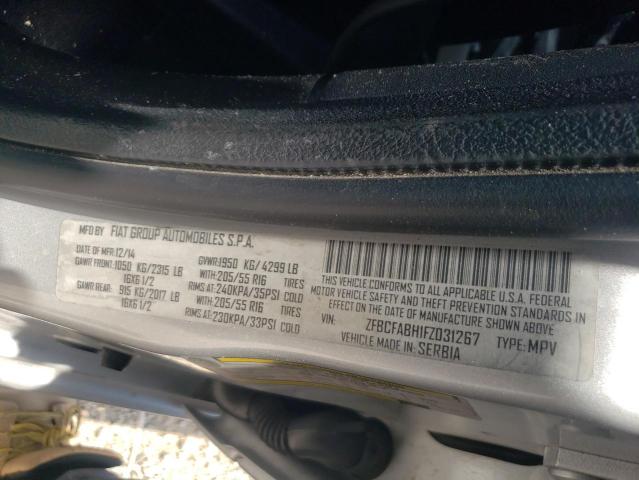 MFD BY FIAT GROUP AUTOMOBILES S.P.A.
DATE OF MFR. 12/14 GVWR: 1950 KG/ 4299 LB
GAWR FRONT: 1050 KG/2315 LB WITH: 205/55 R16 TIRES
16X6 1/2 RIMS AT: 240KPA/35PSI COLD
GAWR REAR: 915 KG/2017 LB WITH: 205/55 R16 TIRES
16X6 1/2 RIMS AT: 230KPA/33PSI COLD
THIS VEHICLE CONFORMS TO ALL APPLICABLE U.S.A. FEDERAL
MOTOR VEHICLE SAFETY, BUMPER, AND THEFT PREVENTION STANDARDS IN
EFFECT ON THE DATE OF MANUFACTURE SHOWN ABOVE.
VIN: ZFBCFABH1FZ031267 TYPE: MPV
VEHICLE MADE IN: SERBIA